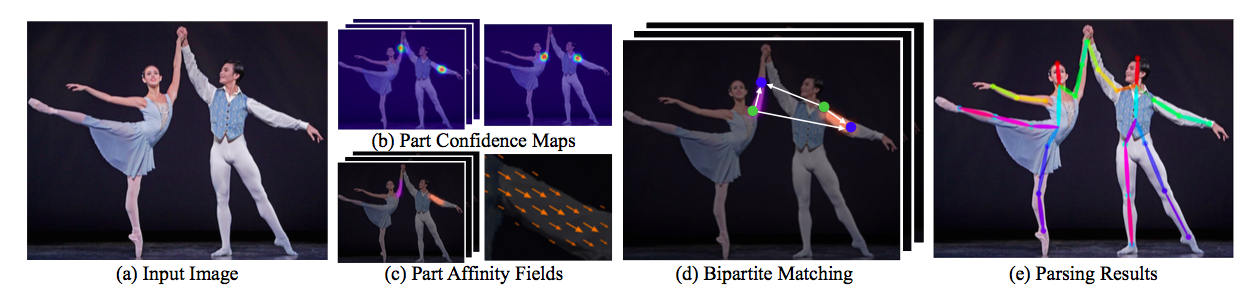 (a) Input Image
(b) Part Confidence Maps
(c) Part Affinity Fields
(d) Bipartite Matching
(e) Parsing Results